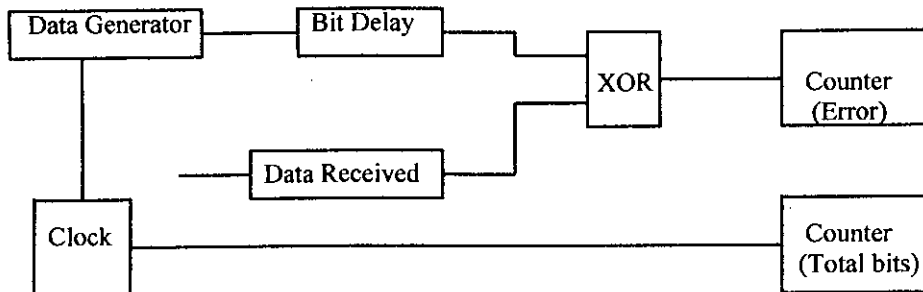 Data Generator
Bit Delay
XOR
Counter
(Error)
Data Received
Clock
Counter
(Total bits)